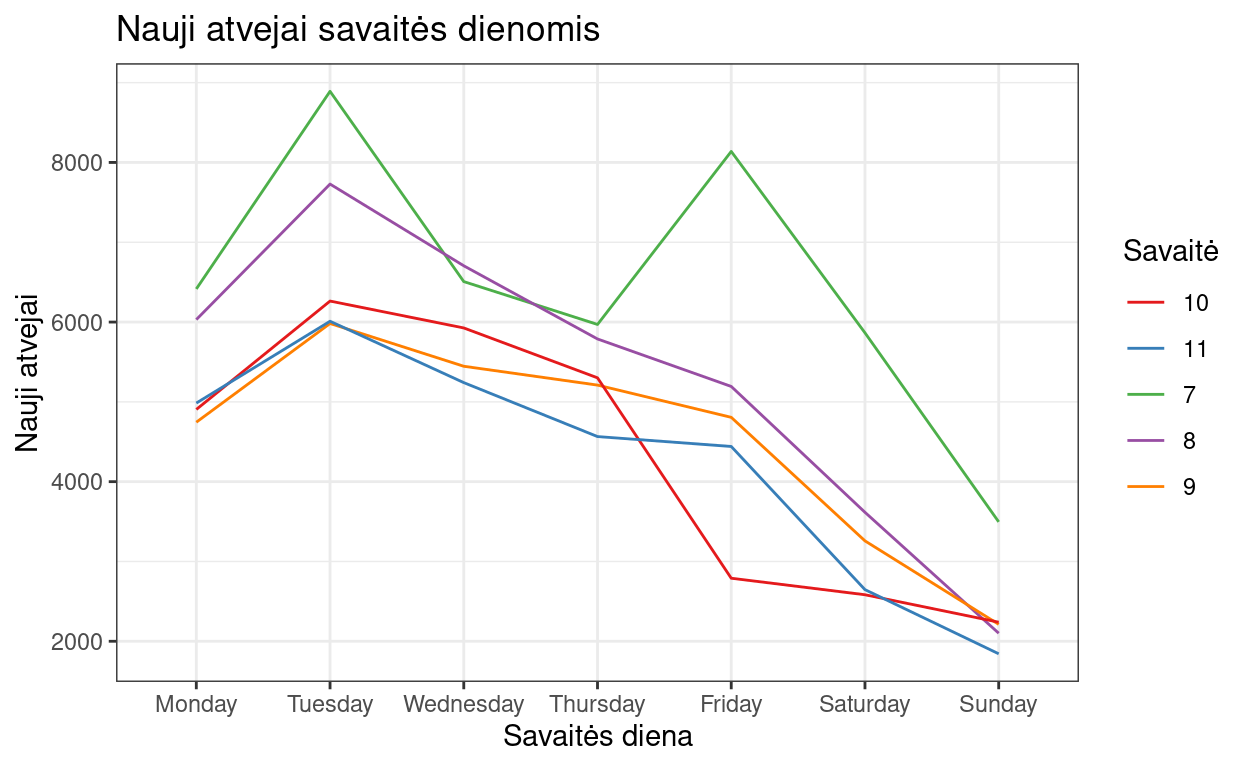 Nauji atvejai savaitės dienomis
Nauji atvejai
8000
6000
4000
2000
Monday Tuesday Wednesday Thursday Friday Saturday Sunday
Savaitės diena
Savaitė
10
11
7
8
9